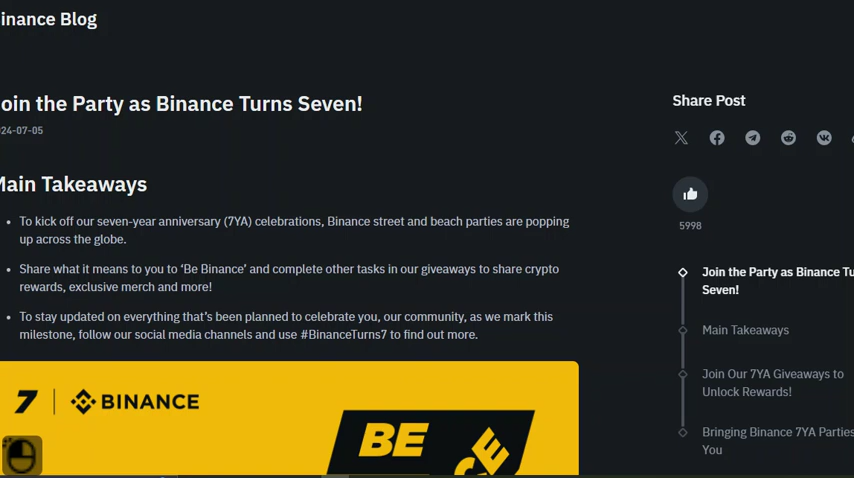 inance Blog
oin the Party as Binance Turns Seven!
24-07-05
Main Takeaways
To kick off our seven-year anniversary (7YA) celebrations, Binance street and beach parties are popping
up across the globe.
Share what it means to you to ‘Be Binance’ and complete other tasks in our giveaways to share crypto
rewards, exclusive merch and more!
To stay updated on everything that’s been planned to celebrate you, our community, as we mark this
milestone, follow our social media channels and use #BinanceTurns7 to find out more.
7 | BINANCE
BE
CE
Share Post
5998
Join the Party as Binance Tu
Seven!
Main Takeaways
Join Our 7YA Giveaways to
Unlock Rewards!
Bringing Binance 7YA Parties
You